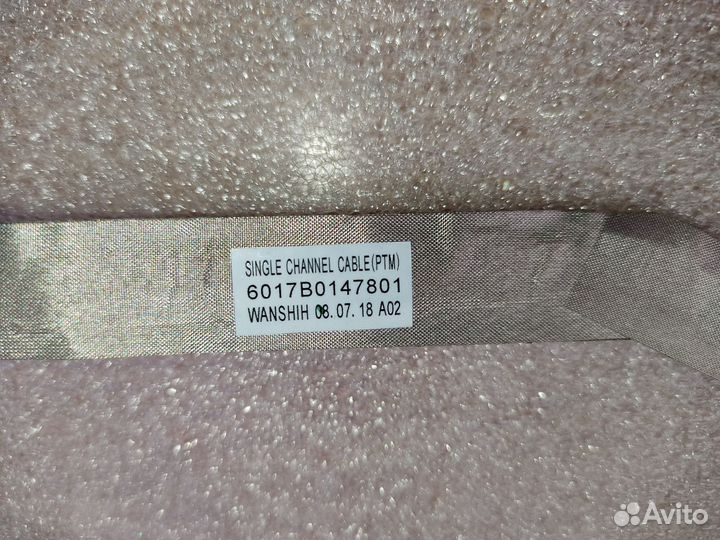 SINGLE CHANNEL CABLE(PTM)
6017B0147801
WANSHIH 08.07.18 A02
Avito